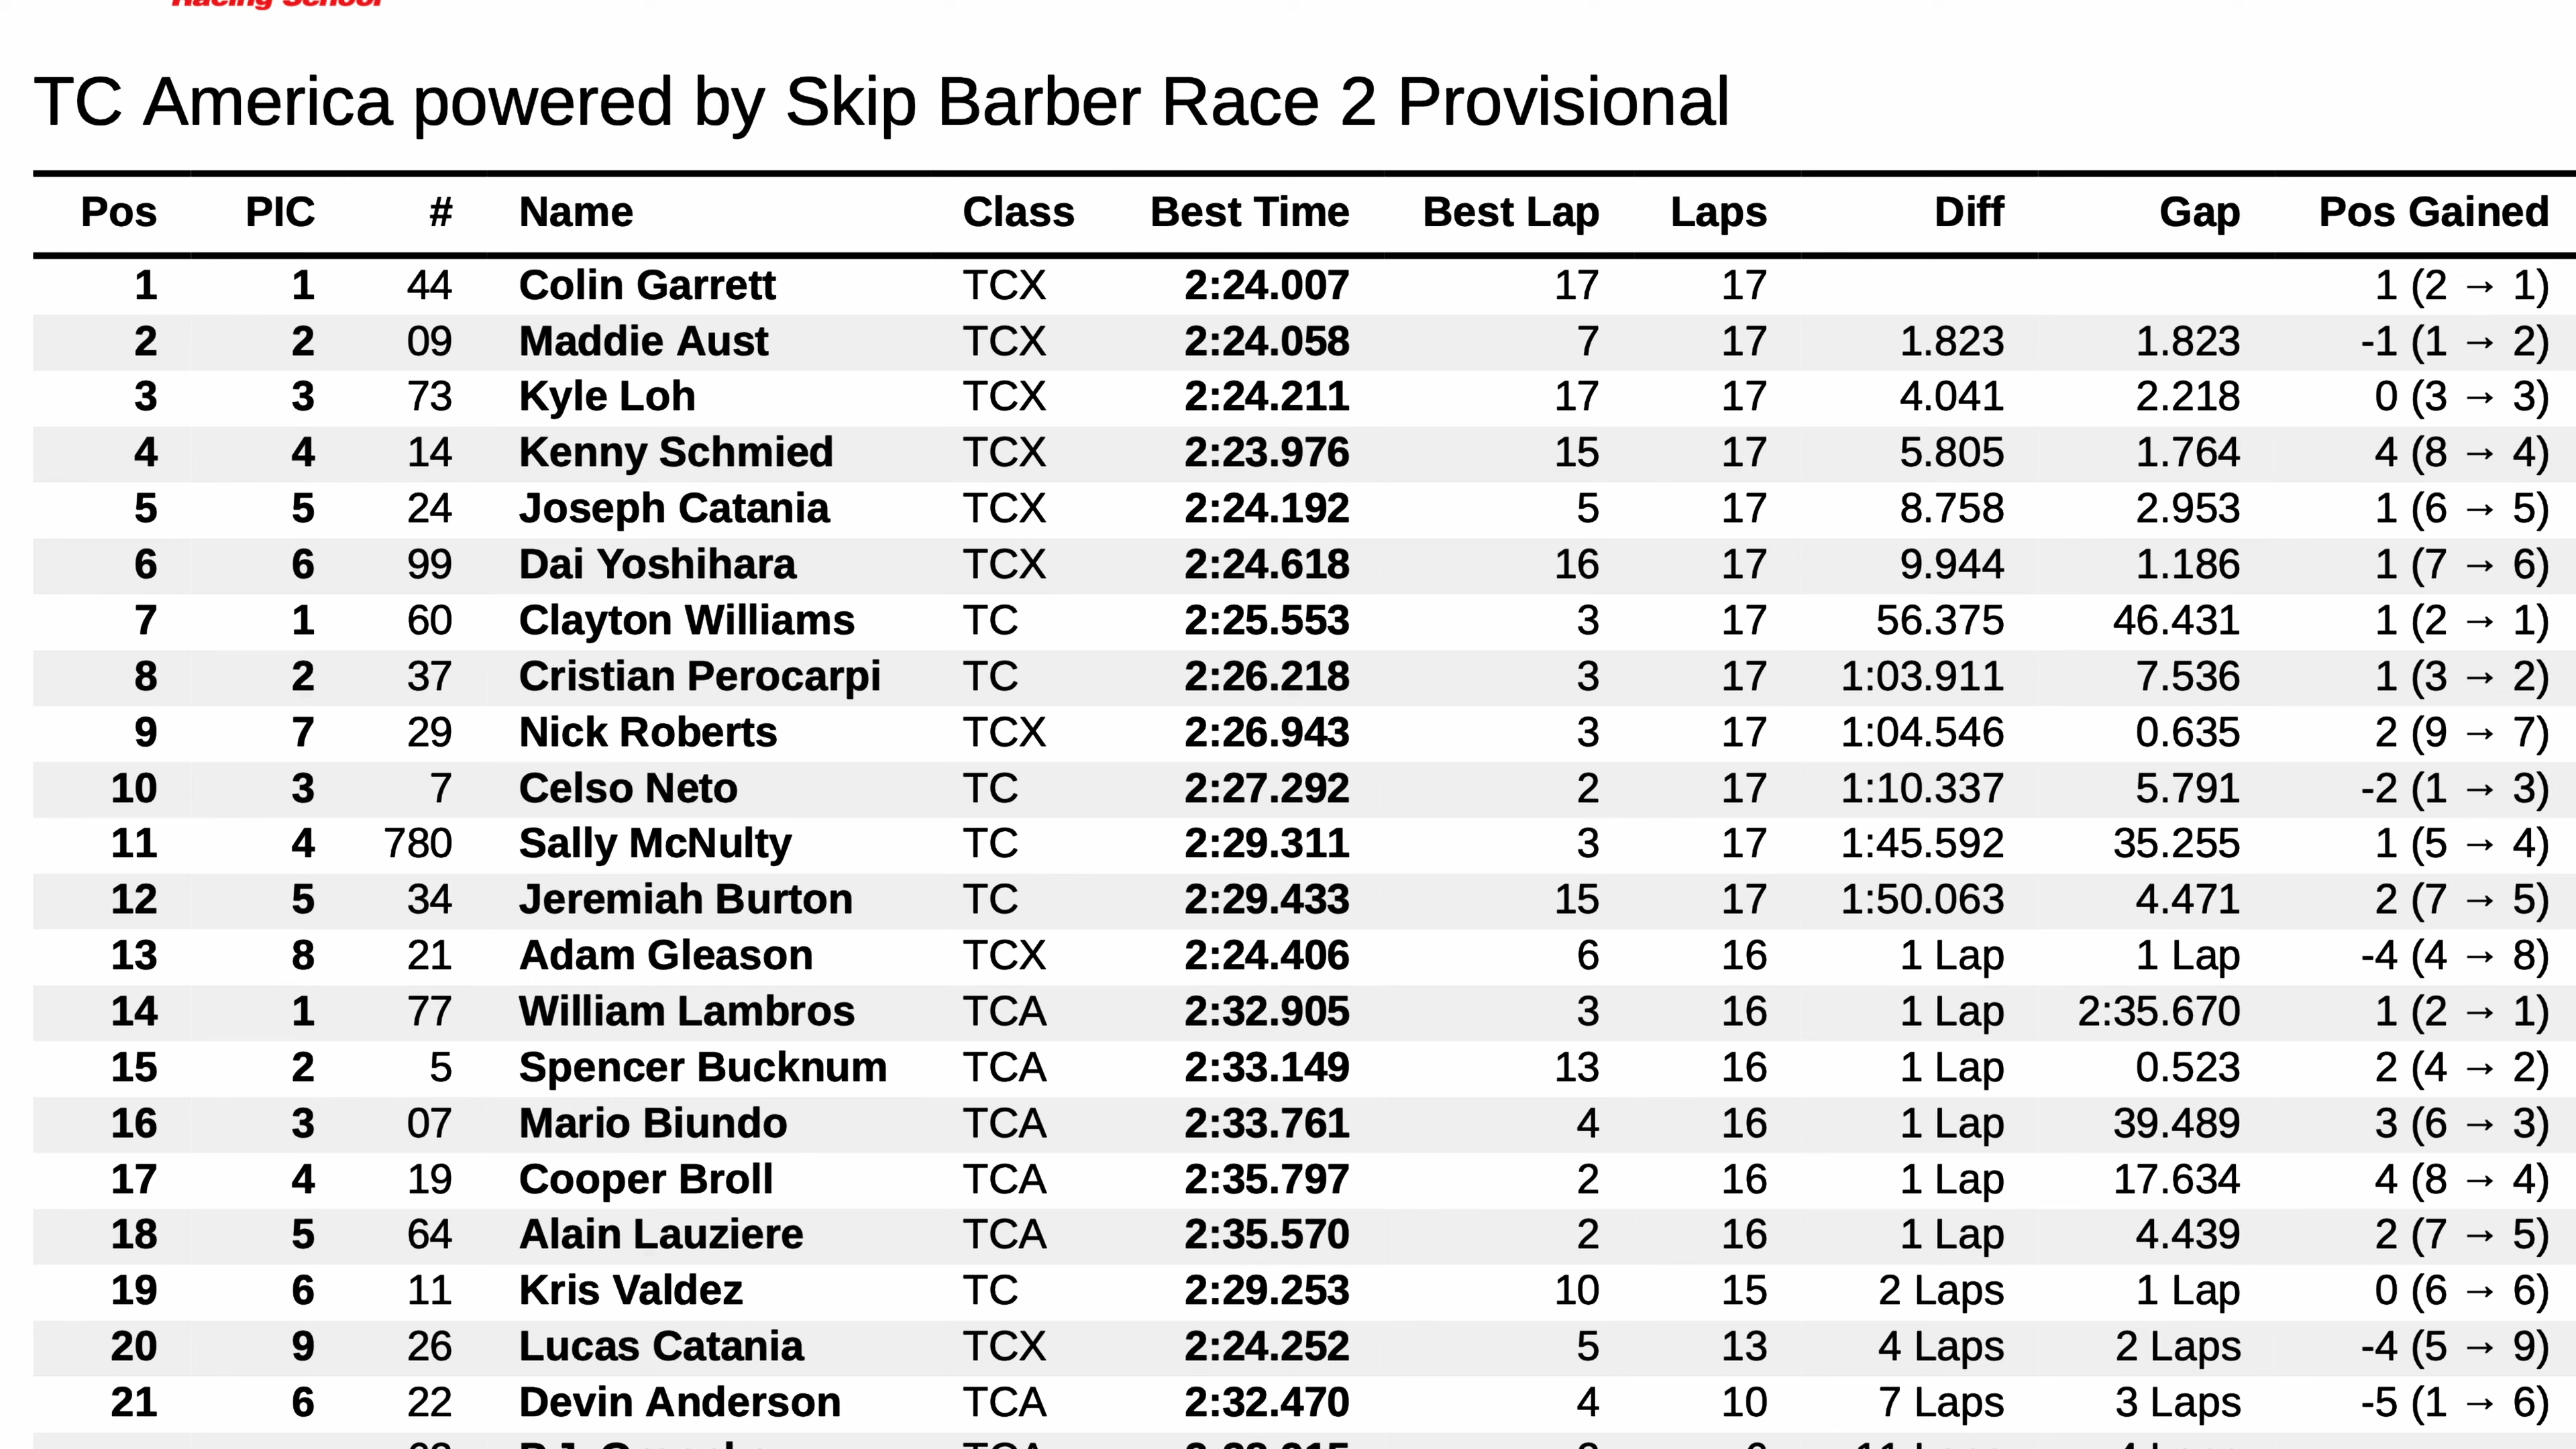 Racing School
TC America powered by Skip Barber Race 2 Provisional
Pos PIC # Name Class Best Time Best Lap Laps Diff Gap Pos Gained
1 1 44 Colin Garrett TCX 2:24.007 17 17 1 (2 → 1)
2 2 09 Maddie Aust TCX 2:24.058 7 17 1.823 1.823 -1 (1 → 2)
3 3 73 Kyle Loh TCX 2:24.211 17 17 4.041 2.218 0 (3 → 3)
4 4 14 Kenny Schmied TCX 2:23.976 15 17 5.805 1.764 4 (8 → 4)
5 5 24 Joseph Catania TCX 2:24.192 5 17 8.758 2.953 1 (6 → 5)
6 6 99 Dai Yoshihara TCX 2:24.618 16 17 9.944 1.186 1 (7 → 6)
7 1 60 Clayton Williams TC 2:25.553 3 17 56.375 46.431 1 (2 → 1)
8 2 37 Cristian Perocarpi TC 2:26.218 3 17 1:03.911 7.536 1 (3 → 2)
9 7 29 Nick Roberts TCX 2:26.943 3 17 1:04.546 0.635 2 (9 → 7)
10 3 7 Celso Neto TC 2:27.292 2 17 1:10.337 5.791 -2 (1 → 3)
11 4 780 Sally McNulty TC 2:29.311 3 17 1:45.592 35.255 1 (5 → 4)
12 5 34 Jeremiah Burton TC 2:29.433 15 17 1:50.063 4.471 2 (7 → 5)
13 8 21 Adam Gleason TCX 2:24.406 6 16 1 Lap 1 Lap -4 (4 → 8)
14 1 77 William Lambros TCA 2:32.905 3 16 1 Lap 2:35.670 1 (2 → 1)
15 2 5 Spencer Bucknum TCA 2:33.149 13 16 1 Lap 0.523 2 (4 → 2)
16 3 07 Mario Biundo TCA 2:33.761 4 16 1 Lap 39.489 3 (6 → 3)
17 4 19 Cooper Broll TCA 2:35.797 2 16 1 Lap 17.634 4 (8 → 4)
18 5 64 Alain Lauziere TCA 2:35.570 2 16 1 Lap 4.439 2 (7 → 5)
19 6 11 Kris Valdez TC 2:29.253 10 15 2 Laps 1 Lap 0 (6 → 6)
20 9 26 Lucas Catania TCX 2:24.252 5 13 4 Laps 2 Laps -4 (5 → 9)
21 6 22 Devin Anderson TCA 2:32.470 4 10 7 Laps 3 Laps -5 (1 → 6)